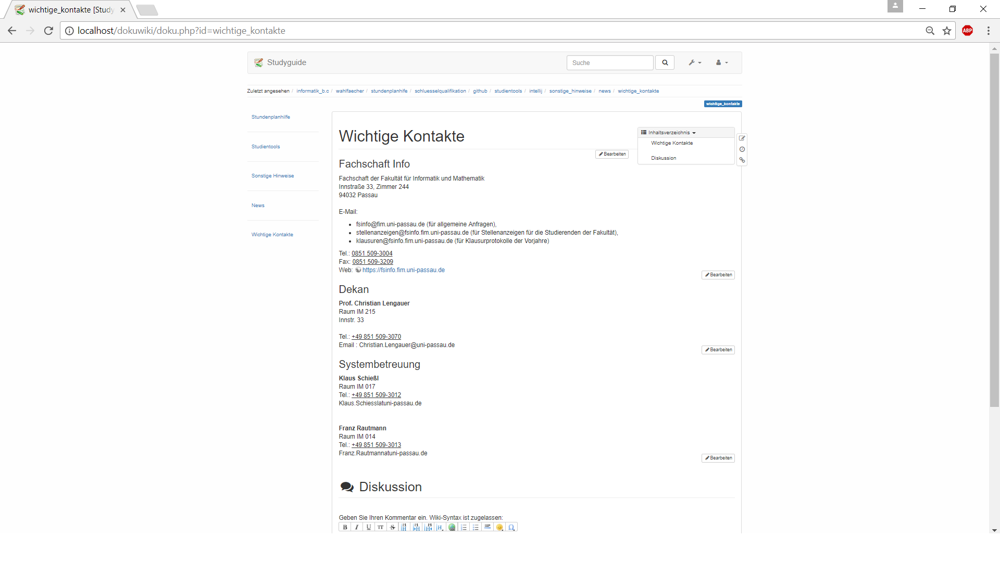 wichtige_kontakte [Study
localhost/dokuwiki/doku.php?id=wichtige_kontakte
ABP
Studyguide
Suche
Zuletzt angesehen / informatik_b.c / wahlfaecher / stundenplanhife / schluesselqualifikation / github / studientools / intellij / sonstige_hinweise / news / wichtige_kontakte
wichtige_kontakte
Stundenplanhilfe
Studientools
Sonstige Hinweise
News
Wichtige Kontakte
Wichtige Kontakte
Inhaltsverzeichnis
Wichtige Kontakte
Diskussion
Bearbeiten
Fachschaft Info
Fachschaft der Fakultät für Informatik und Mathematik
Innstraße 33, Zimmer 244
94032 Passau
E-Mail:
• fsinfo@fim.uni-passau.de (für allgemeine Anfragen),
• stellenanzeigen@fsinfo.fim.uni-passau.de (für Stellenanzeigen für die Studierenden der Fakultät),
• klausuren@fsinfo.fim.uni-passau.de (für Klausurprotokolle der Vorjahre)
Tel.: 0851 509-3004
Fax: 0851 509-3209
Web: https://fsinfo.fim.uni-passau.de
Bearbeiten
Dekan
Prof. Christian Lengauer
Raum IM 215
Innstr. 33
Tel.: +49 851 509-3070
Email : Christian.Lengauer@uni-passau.de
Bearbeiten
Systembetreuung
Klaus Schießl
Raum IM 017
Tel.: +49 851 509-3012
Klaus.Schiesslatuni-passau.de
Franz Rautmann
Raum IM 014
Tel.: +49 851 509-3013
Franz.Rautmannatuni-passau.de
Bearbeiten
Diskussion
Geben Sie Ihren Kommentar ein. Wiki-Syntax ist zugelassen:
B I U TT S H H H H Ω